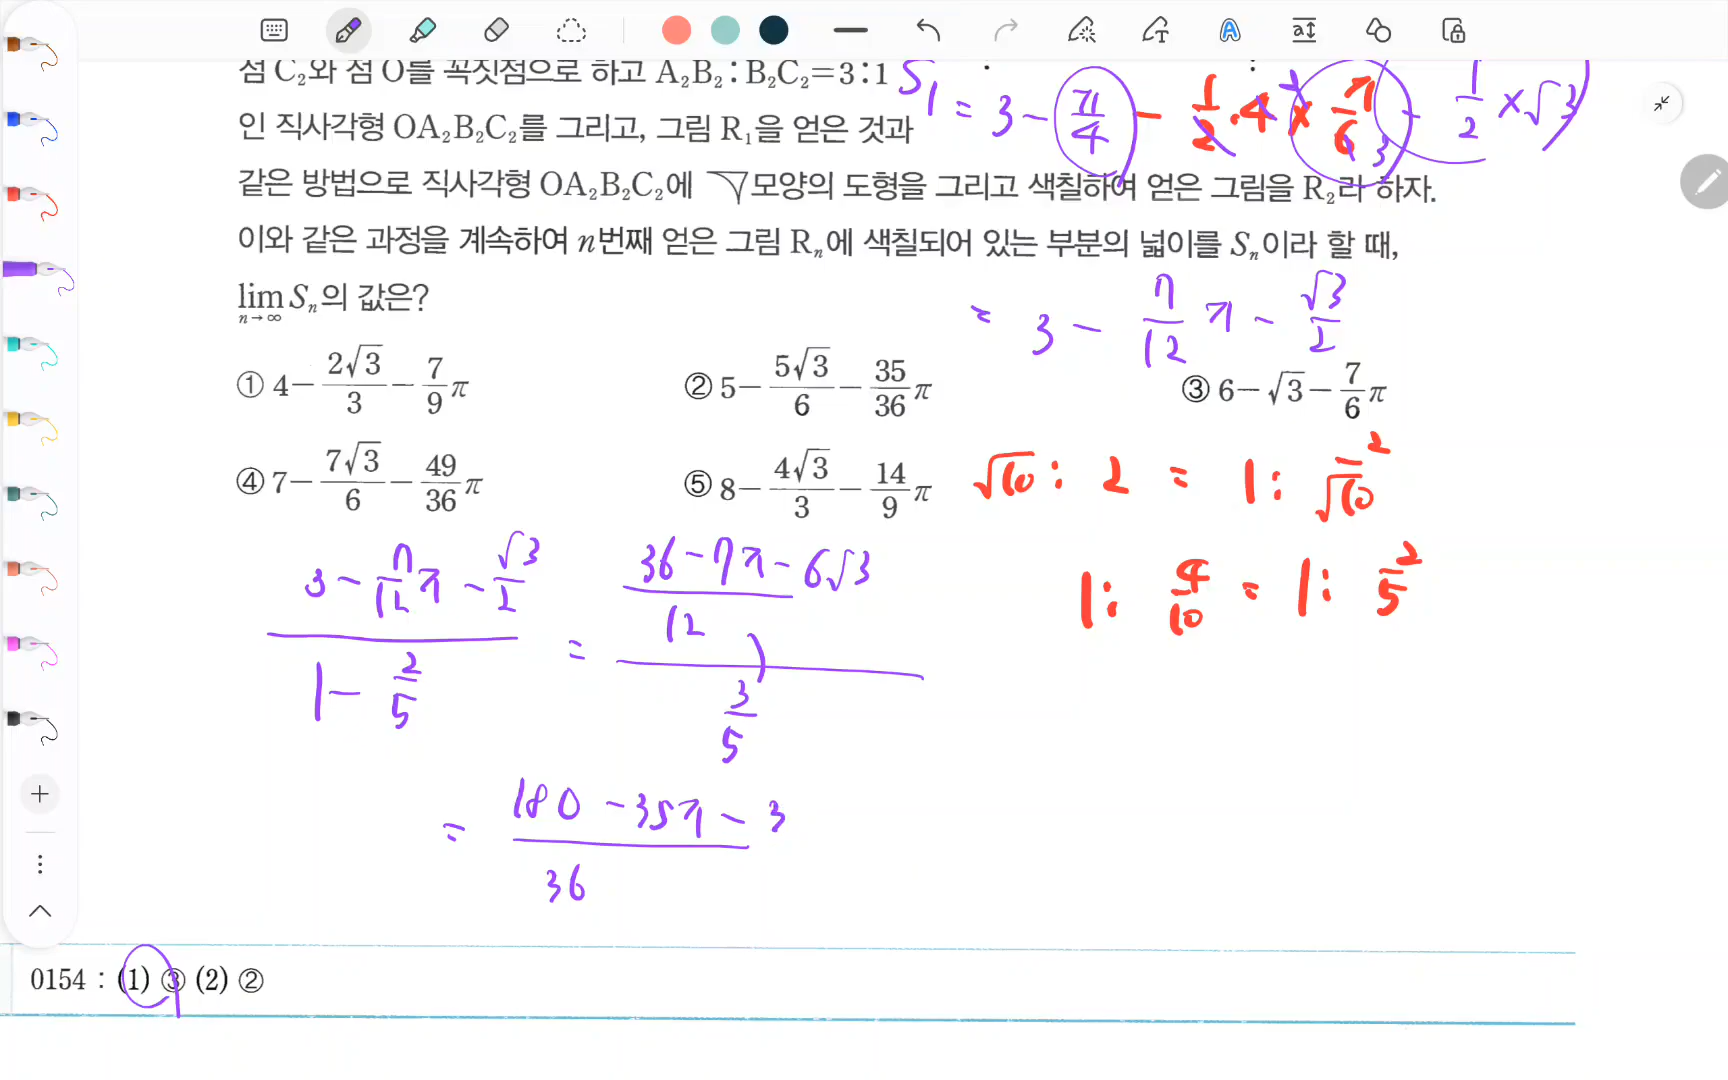 점 C₂와 점 O를 꼭짓점으로 하고 A₂B₂ : B₂C₂=3 : 1
S₁ = 3 - π/4 - 1/2·4 × π/6 - 1/2 × √3
인 직사각형 OA₂B₂C₂를 그리고, 그림 R₁을 얻은 것과
같은 방법으로 직사각형 OA₂B₂C₂에 모양의 도형을 그리고 색칠하여 얻은 그림을 R₂라 하자.
이와 같은 과정을 계속하여 n번째 얻은 그림 Rₙ에 색칠되어 있는 부분의 넓이를 Sₙ이라 할 때,
lim n→∞ Sₙ의 값은?
= 3 - 7/12 π - √3/2
① 4 - 2√3/3 - 7/9 π ② 5 - 5√3/6 - 35/36 π ③ 6 - √3 - 7/6 π
④ 7 - 7√3/6 - 49/36 π ⑤ 8 - 4√3/3 - 14/9 π
√10 : 2 = 1 : 2/√10
1 : 4/10 = 1 : 2/5
(3 - 7/12 π - √3/2) / (1 - 2/5) = ((36 - 7π - 6√3)/12) / (3/5)
= (180 - 35π - 3)/36
0154 : (1) ③ (2) ②